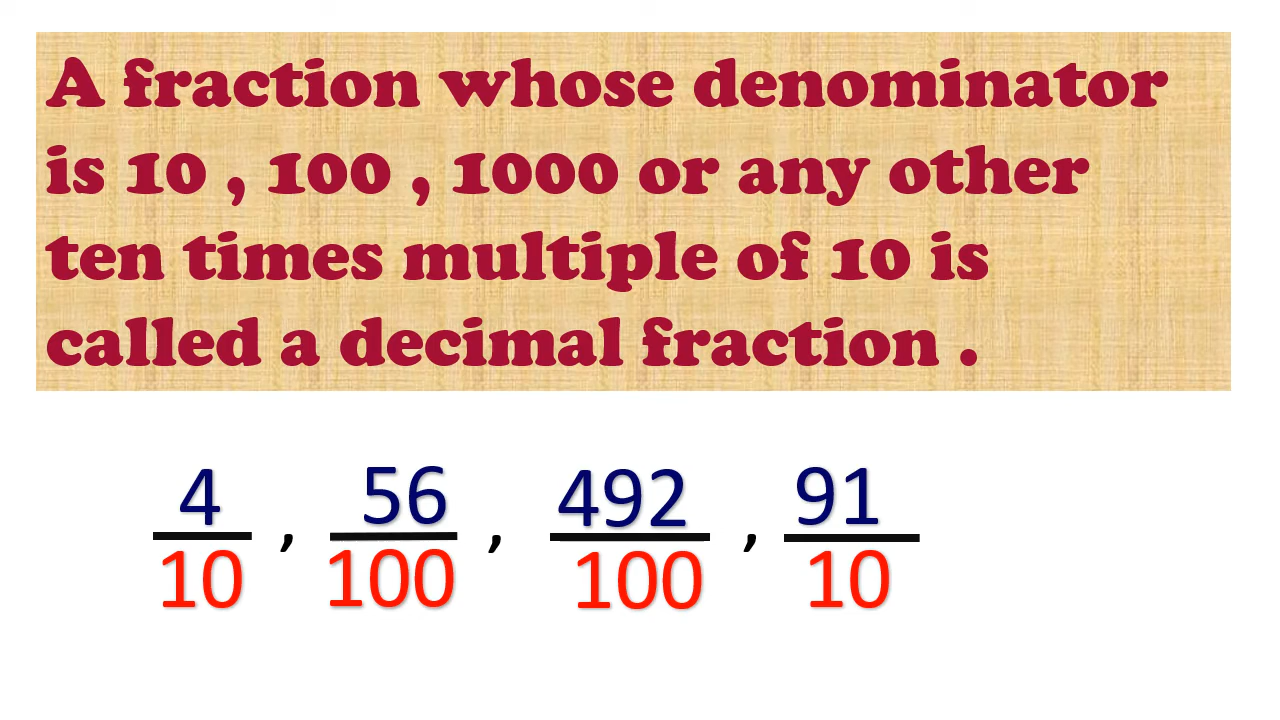 A fraction whose denominator
is 10 , 100 , 1000 or any other
ten times multiple of 10 is
called a decimal fraction .
4/10 , 56/100 , 492/100 , 91/10